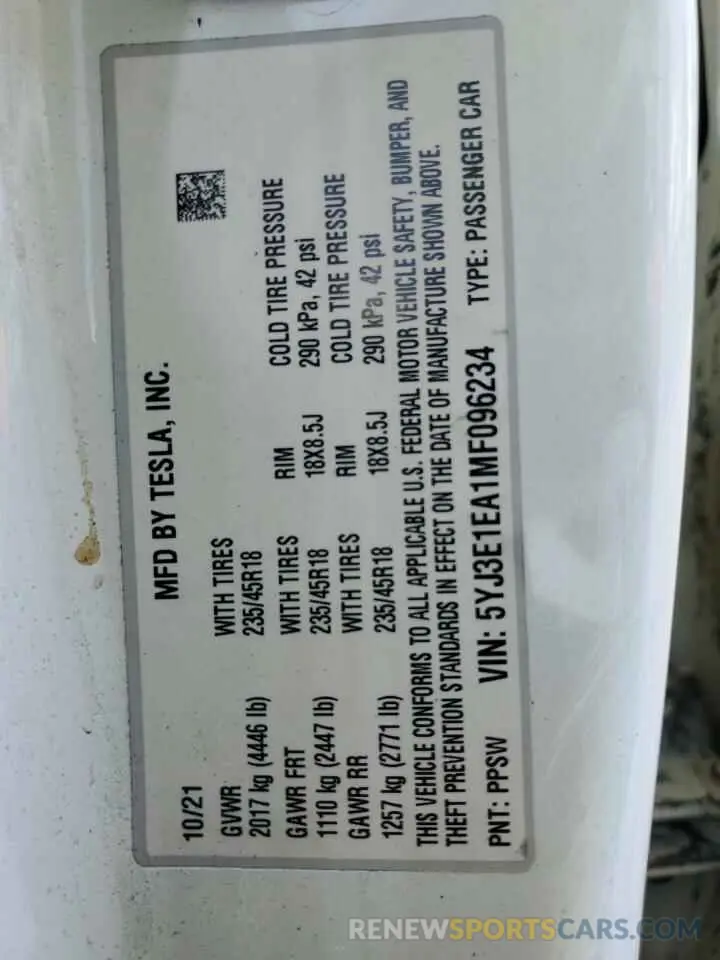 MFD BY TESLA, INC.
10/21
GVWR WITH TIRES
2017 kg (4446 lb) 235/45R18
GAWR FRT WITH TIRES RIM COLD TIRE PRESSURE
1110 kg (2447 lb) 235/45R18 18X8.5J 290 kPa, 42 psi
GAWR RR WITH TIRES RIM COLD TIRE PRESSURE
1257 kg (2771 lb) 235/45R18 18X8.5J 290 kPa, 42 psi
THIS VEHICLE CONFORMS TO ALL APPLICABLE U.S. FEDERAL MOTOR VEHICLE SAFETY, BUMPER, AND
THEFT PREVENTION STANDARDS IN EFFECT ON THE DATE OF MANUFACTURE SHOWN ABOVE.
PNT: PPSW VIN: 5YJ3E1EA1MF096234 TYPE: PASSENGER CAR
RENEWSPORTSCARS.COM